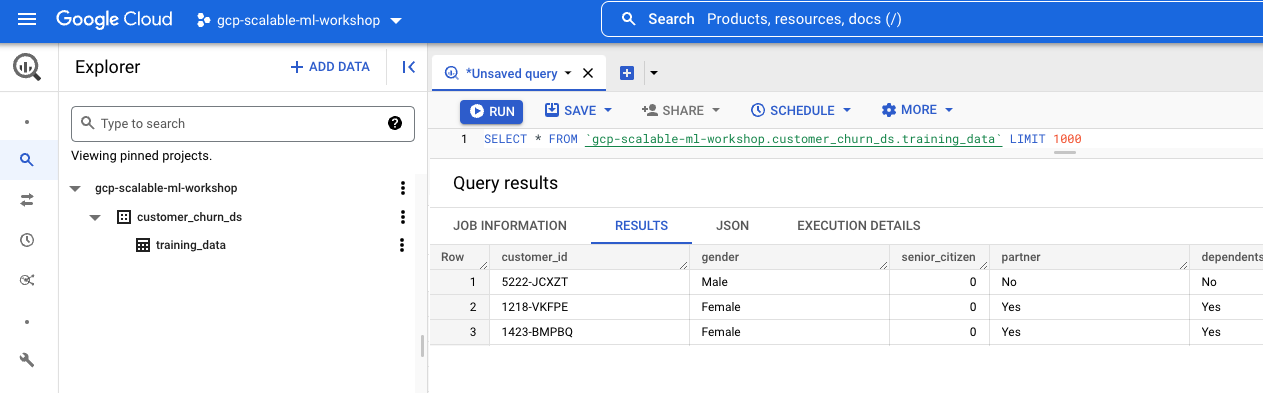 Google Cloud
gcp-scalable-ml-workshop
Search Products, resources, docs (/)
Explorer
+ ADD DATA
Type to search
?
Viewing pinned projects.
gcp-scalable-ml-workshop
customer_churn_ds
training_data
*Unsaved query
RUN
SAVE
SHARE
SCHEDULE
MORE
1 SELECT * FROM `gcp-scalable-ml-workshop.customer_churn_ds.training_data` LIMIT 1000
Query results
JOB INFORMATION RESULTS JSON EXECUTION DETAILS
Row customer_id gender senior_citizen partner dependents
1 5222-JCXZT Male 0 No No
2 1218-VKFPE Female 0 Yes Yes
3 1423-BMPBQ Female 0 Yes Yes